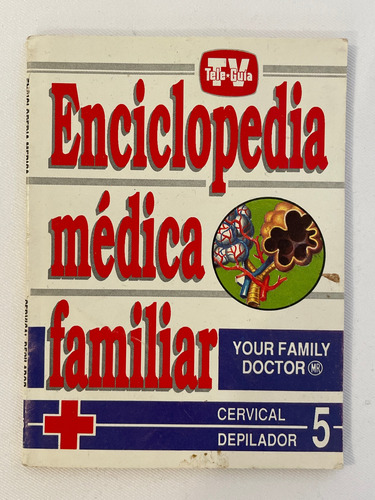 TV
Tele•Guía
Enciclopedia
médica
familiar
YOUR FAMILY
DOCTOR MR
CERVICAL
DEPILADOR 5